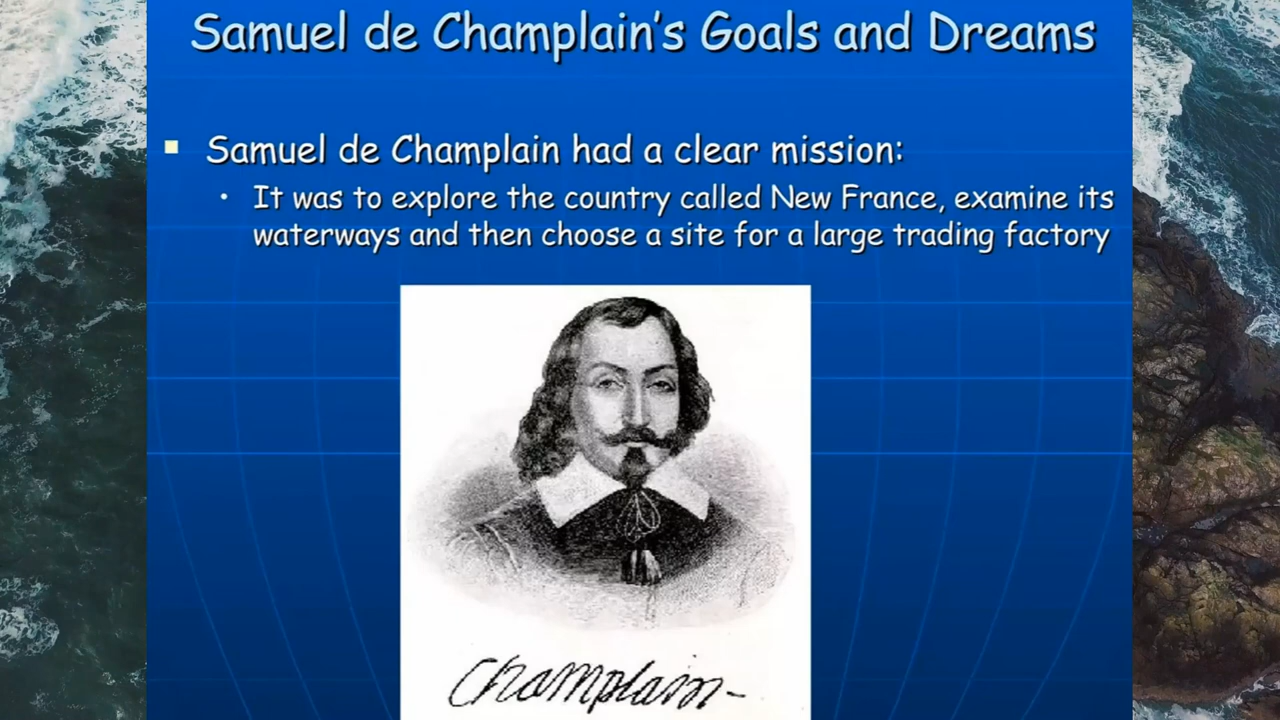 Samuel de Champlain's Goals and Dreams
Samuel de Champlain had a clear mission:
It was to explore the country called New France, examine its
waterways and then choose a site for a large trading factory
Champlain-